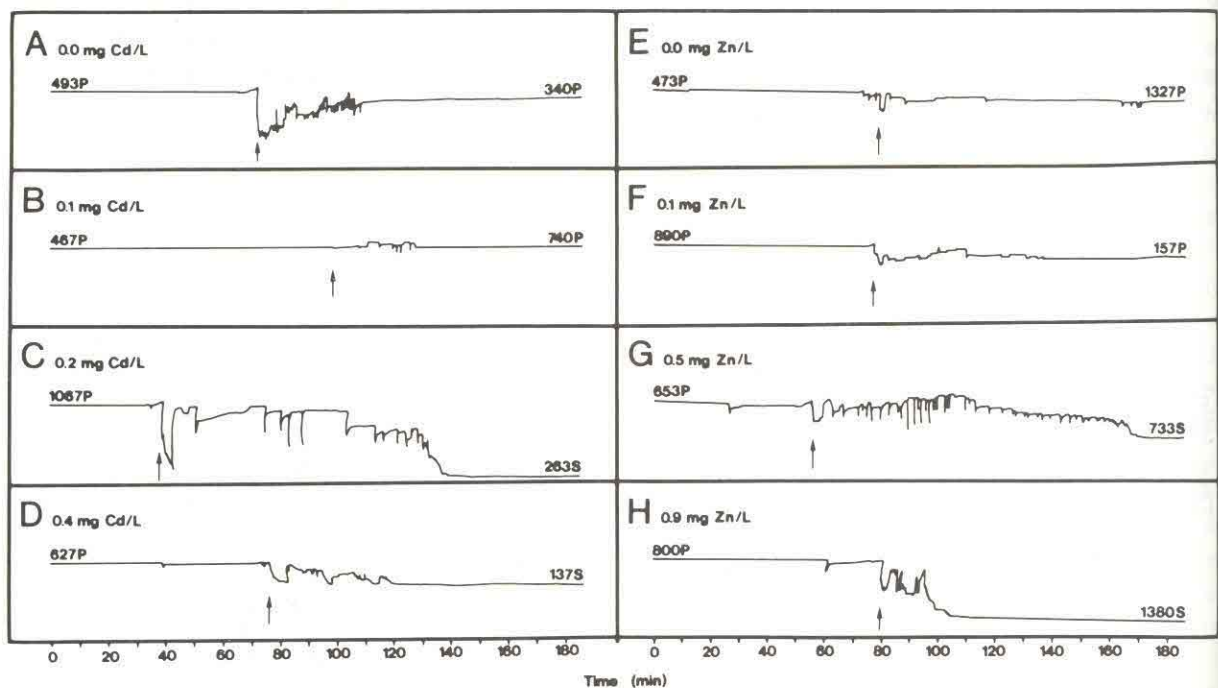 A 0.0 mg Cd/L
493P 340P
B 0.1 mg Cd/L
467P 740P
C 0.2 mg Cd/L
1067P
263S
D 0.4 mg Cd/L
627P
137S
0 20 40 60 80 100 120 140 160 180
E 0.0 mg Zn/L
473P 1327P
F 0.1 mg Zn/L
890P 157P
G 0.5 mg Zn/L
653P
733S
H 0.9 mg Zn/L
800P
1380S
0 20 40 60 80 100 120 140 160 180
Time (min)